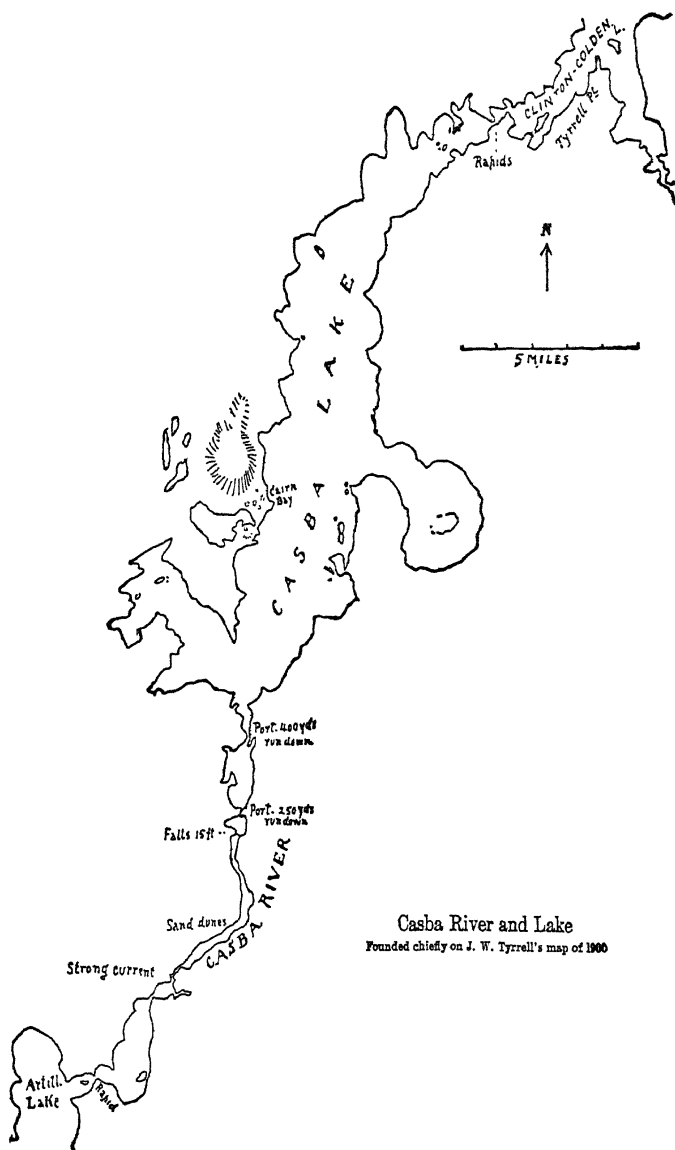 CLINTON-COLDEN L.
Tyrrell Pt.
Rapids
N
5 MILES
CASBA LAKE
Cairn
Bay
Port. 400 yds
run down
Port. 250 yds
run down
Falls 15 ft
CASBA RIVER
Sand dunes
Strong current
Casba River and Lake
Founded chiefly on J. W. Tyrrell's map of 1900
Artill.
Lake
Rapid